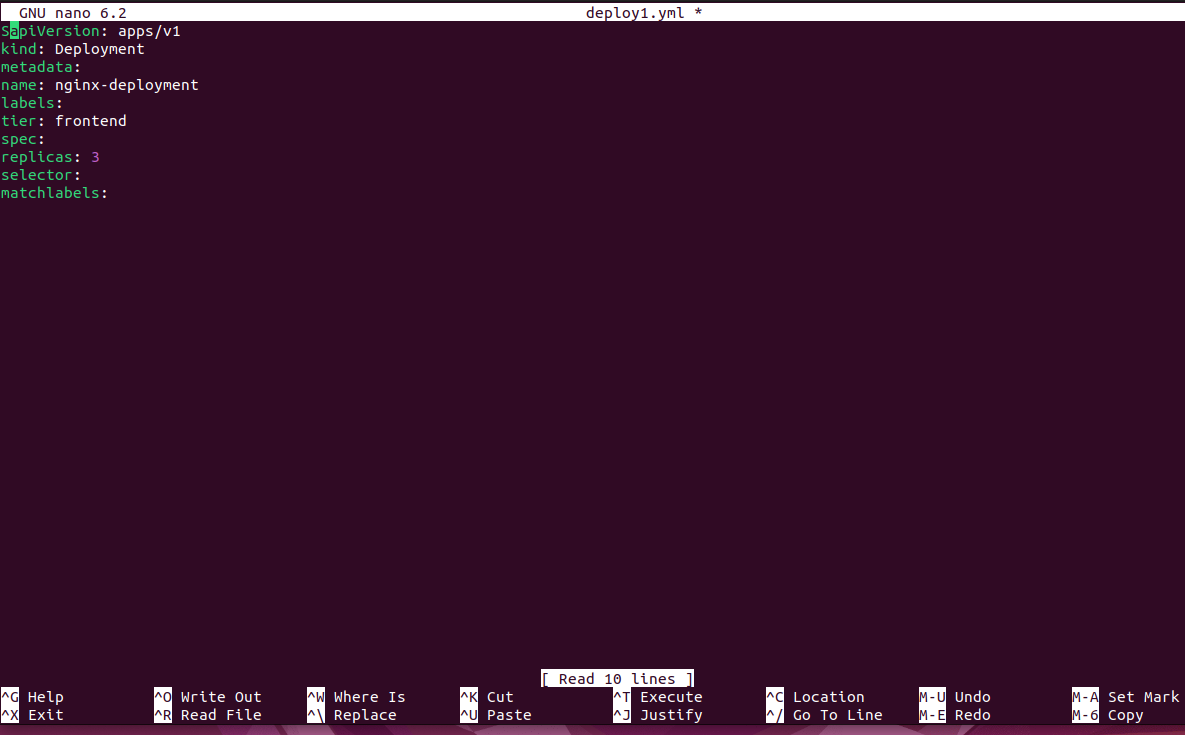 GNU nano 6.2 deploy1.yml *
SapiVersion: apps/v1
kind: Deployment
metadata:
name: nginx-deployment
labels:
tier: frontend
spec:
replicas: 3
selector:
matchlabels:
[ Read 10 lines ]
^G Help ^O Write Out ^W Where Is ^K Cut ^T Execute ^C Location M-U Undo M-A Set Mark
^X Exit ^R Read File ^\ Replace ^U Paste ^J Justify ^/ Go To Line M-E Redo M-6 Copy